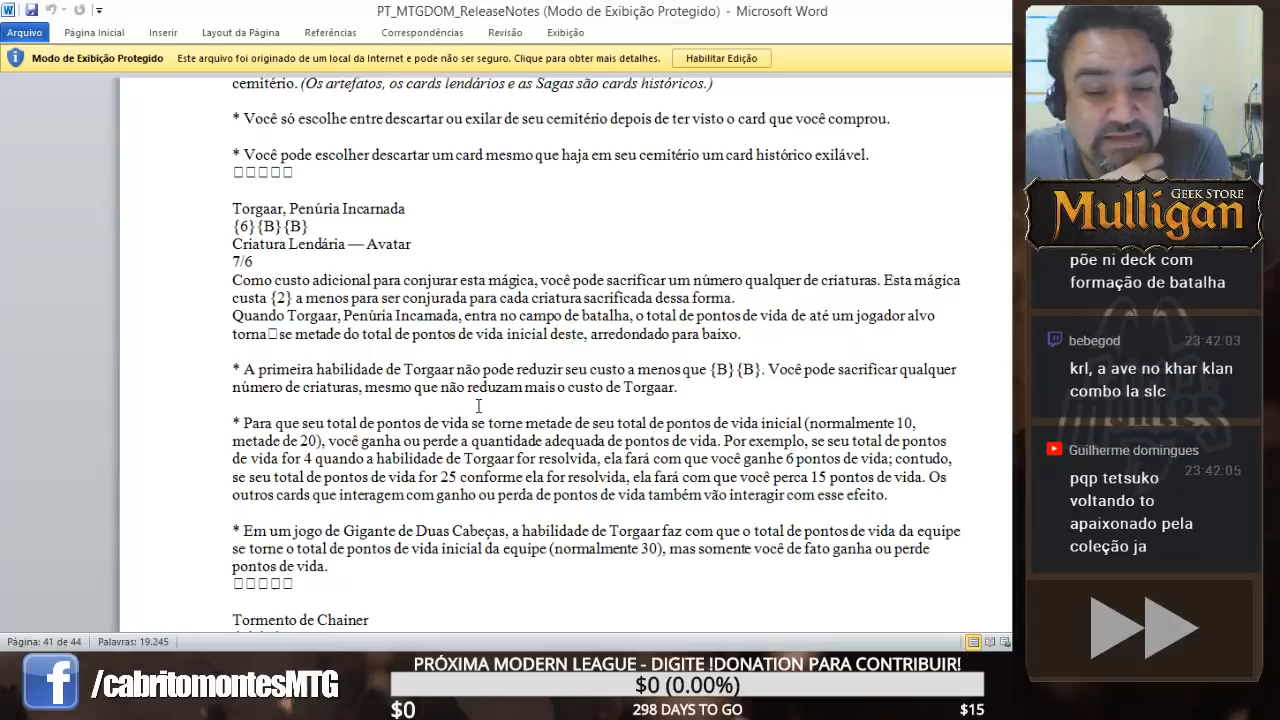 PT_MTGDOM_ReleaseNotes (Modo de Exibição Protegido) - Microsoft Word
Arquivo Página Inicial Inserir Layout da Página Referências Correspondências Revisão Exibição
Modo de Exibição Protegido Este arquivo foi originado de um local da Internet e pode não ser seguro. Clique para obter mais detalhes. Habilitar Edição
cemitério. (Os artefatos, os cards lendários e as Sagas são cards históricos.)
* Você só escolhe entre descartar ou exilar de seu cemitério depois de ter visto o card que você comprou.
* Você pode escolher descartar um card mesmo que haja em seu cemitério um card histórico exilável.
□□□□□
Torgaar, Penúria Incarnada
{6}{B}{B}
Criatura Lendária — Avatar
7/6
Como custo adicional para conjurar esta mágica, você pode sacrificar um número qualquer de criaturas. Esta mágica
custa {2} a menos para ser conjurada para cada criatura sacrificada dessa forma.
Quando Torgaar, Penúria Incarnada, entra no campo de batalha, o total de pontos de vida de até um jogador alvo
torna□se metade do total de pontos de vida inicial deste, arredondado para baixo.
* A primeira habilidade de Torgaar não pode reduzir seu custo a menos que {B}{B}. Você pode sacrificar qualquer
número de criaturas, mesmo que não reduzam mais o custo de Torgaar.
* Para que seu total de pontos de vida se torne metade de seu total de pontos de vida inicial (normalmente 10,
metade de 20), você ganha ou perde a quantidade adequada de pontos de vida. Por exemplo, se seu total de pontos
de vida for 4 quando a habilidade de Torgaar for resolvida, ela fará com que você ganhe 6 pontos de vida; contudo,
se seu total de pontos de vida for 25 conforme ela for resolvida, ela fará com que você perca 15 pontos de vida. Os
outros cards que interagem com ganho ou perda de pontos de vida também vão interagir com esse efeito.
* Em um jogo de Gigante de Duas Cabeças, a habilidade de Torgaar faz com que o total de pontos de vida da equipe
se torne o total de pontos de vida inicial da equipe (normalmente 30), mas somente você de fato ganha ou perde
pontos de vida.
□□□□□
Tormento de Chainer
Página: 41 de 44 Palavras: 19.245
GEEK STORE
Mulligan
põe ni deck com
formação de batalha
bebegod 23:42:03
krl, a ave no khar klan
combo la slc
Guilherme domingues
23:42:05
pqp tetsuko
voltando to
apaixonado pela
coleção ja
/cabritomontesMTG
PRÓXIMA MODERN LEAGUE - DIGITE !DONATION PARA CONTRIBUIR!
$0 (0.00%)
$0 298 DAYS TO GO $15